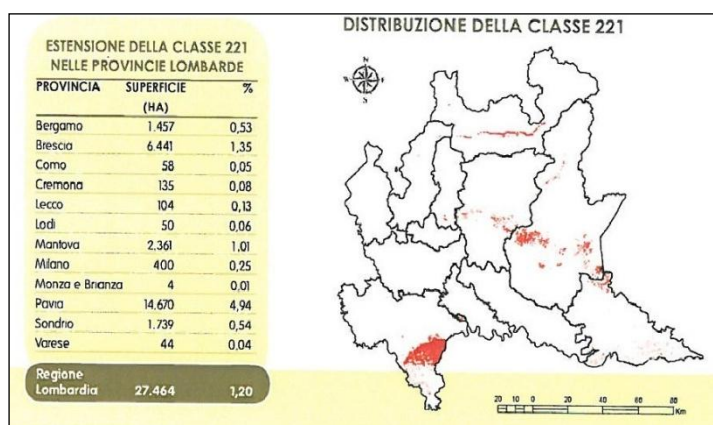 ESTENSIONE DELLA CLASSE 221
NELLE PROVINCIE LOMBARDE
PROVINCIA SUPERFICIE %
(HA)
Bergamo 1.457 0,53
Brescia 6.441 1,35
Como 58 0,05
Cremona 135 0,08
Lecco 104 0,13
Lodi 50 0,06
Mantova 2.361 1,01
Milano 400 0,25
Monza e Brianza 4 0,01
Pavia 14.670 4,94
Sondrio 1.739 0,54
Varese 44 0,04
Regione
Lombardia 27.464 1,20
DISTRIBUZIONE DELLA CLASSE 221
N
W E
S
20 10 0 20 40 60 80
Km